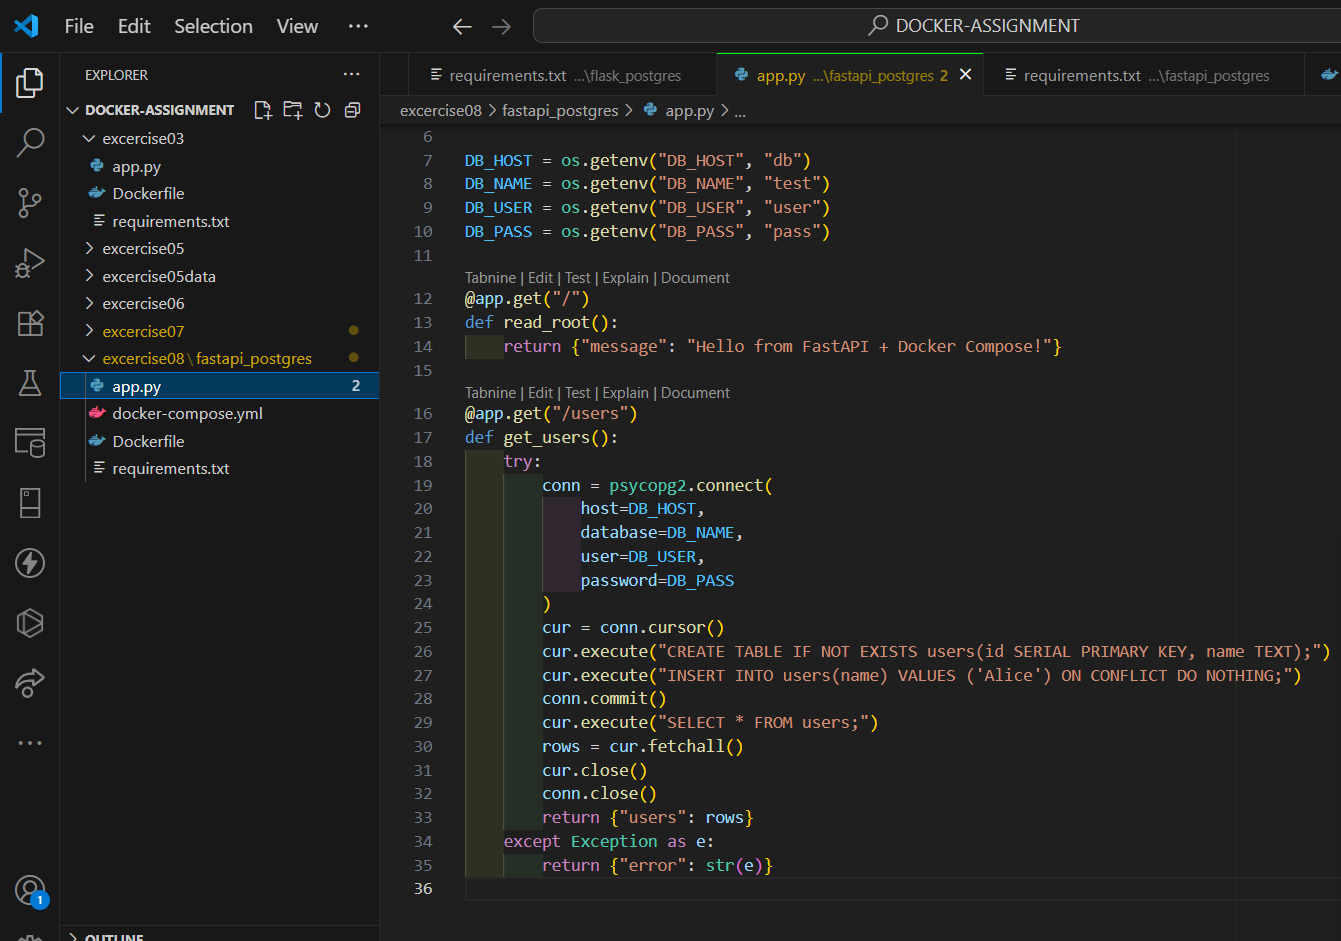 File Edit Selection View ···
DOCKER-ASSIGNMENT
EXPLORER ···
requirements.txt ...\flask_postgres
app.py ...\fastapi_postgres 2
requirements.txt ...\fastapi_postgres
DOCKER-ASSIGNMENT
excercise03
app.py
Dockerfile
requirements.txt
excercise05
excercise05data
excercise06
excercise07
excercise08\fastapi_postgres
app.py 2
docker-compose.yml
Dockerfile
requirements.txt
OUTLINE
1
excercise08 > fastapi_postgres > app.py > ...
6
7 DB_HOST = os.getenv("DB_HOST", "db")
8 DB_NAME = os.getenv("DB_NAME", "test")
9 DB_USER = os.getenv("DB_USER", "user")
10 DB_PASS = os.getenv("DB_PASS", "pass")
11
Tabnine | Edit | Test | Explain | Document
12 @app.get("/")
13 def read_root():
14     return {"message": "Hello from FastAPI + Docker Compose!"}
15
Tabnine | Edit | Test | Explain | Document
16 @app.get("/users")
17 def get_users():
18     try:
19         conn = psycopg2.connect(
20             host=DB_HOST,
21             database=DB_NAME,
22             user=DB_USER,
23             password=DB_PASS
24         )
25         cur = conn.cursor()
26         cur.execute("CREATE TABLE IF NOT EXISTS users(id SERIAL PRIMARY KEY, name TEXT);")
27         cur.execute("INSERT INTO users(name) VALUES ('Alice') ON CONFLICT DO NOTHING;")
28         conn.commit()
29         cur.execute("SELECT * FROM users;")
30         rows = cur.fetchall()
31         cur.close()
32         conn.close()
33         return {"users": rows}
34     except Exception as e:
35         return {"error": str(e)}
36